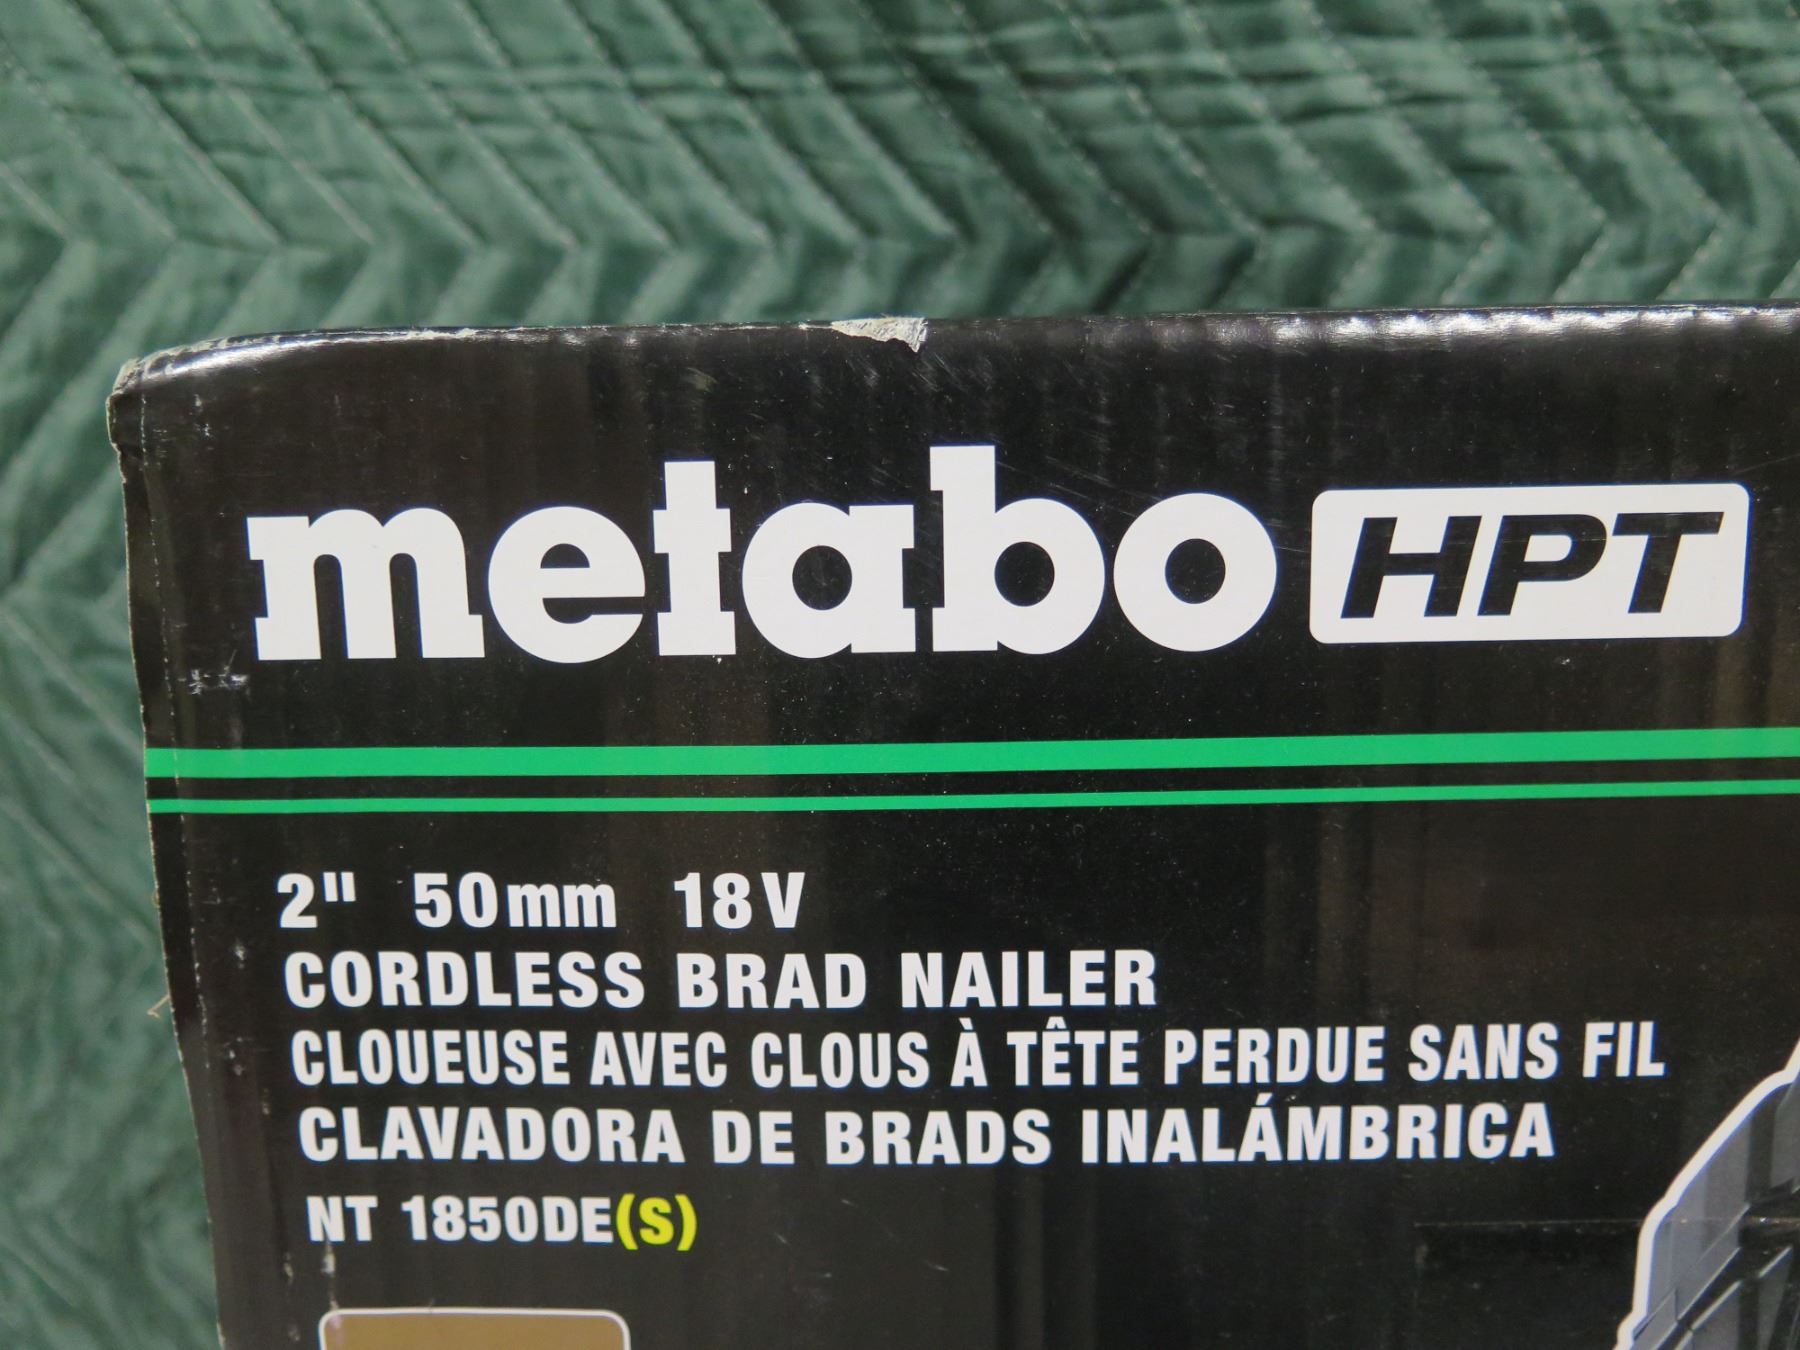 metabo HPT
2" 50mm 18V
CORDLESS BRAD NAILER
CLOUEUSE AVEC CLOUS À TÊTE PERDUE SANS FIL
CLAVADORA DE BRADS INALÁMBRICA
NT 1850DE(S)